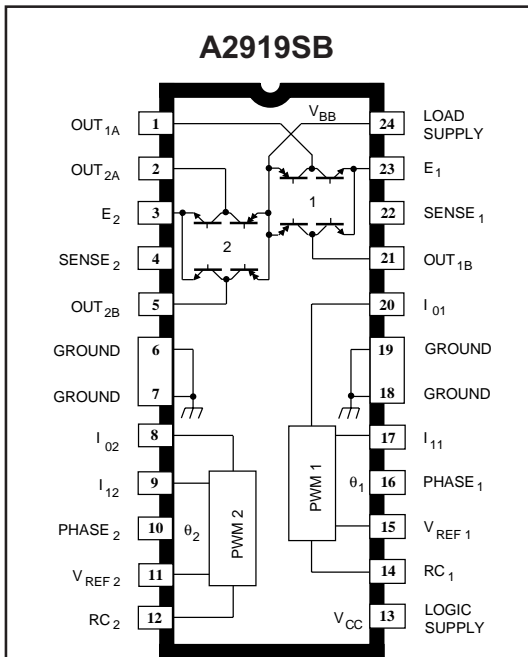 A2919SB
OUT1A 1
OUT2A 2
E2 3
SENSE2 4
OUT2B 5
GROUND 6
GROUND 7
I02 8
I12 9
PHASE2 10
VREF 2 11
RC2 12
VBB
1
2
θ2
PWM 2
PWM 1
θ1
VCC
24 LOAD SUPPLY
23 E1
22 SENSE1
21 OUT1B
20 I01
19 GROUND
18 GROUND
17 I11
16 PHASE1
15 VREF 1
14 RC1
13 LOGIC SUPPLY